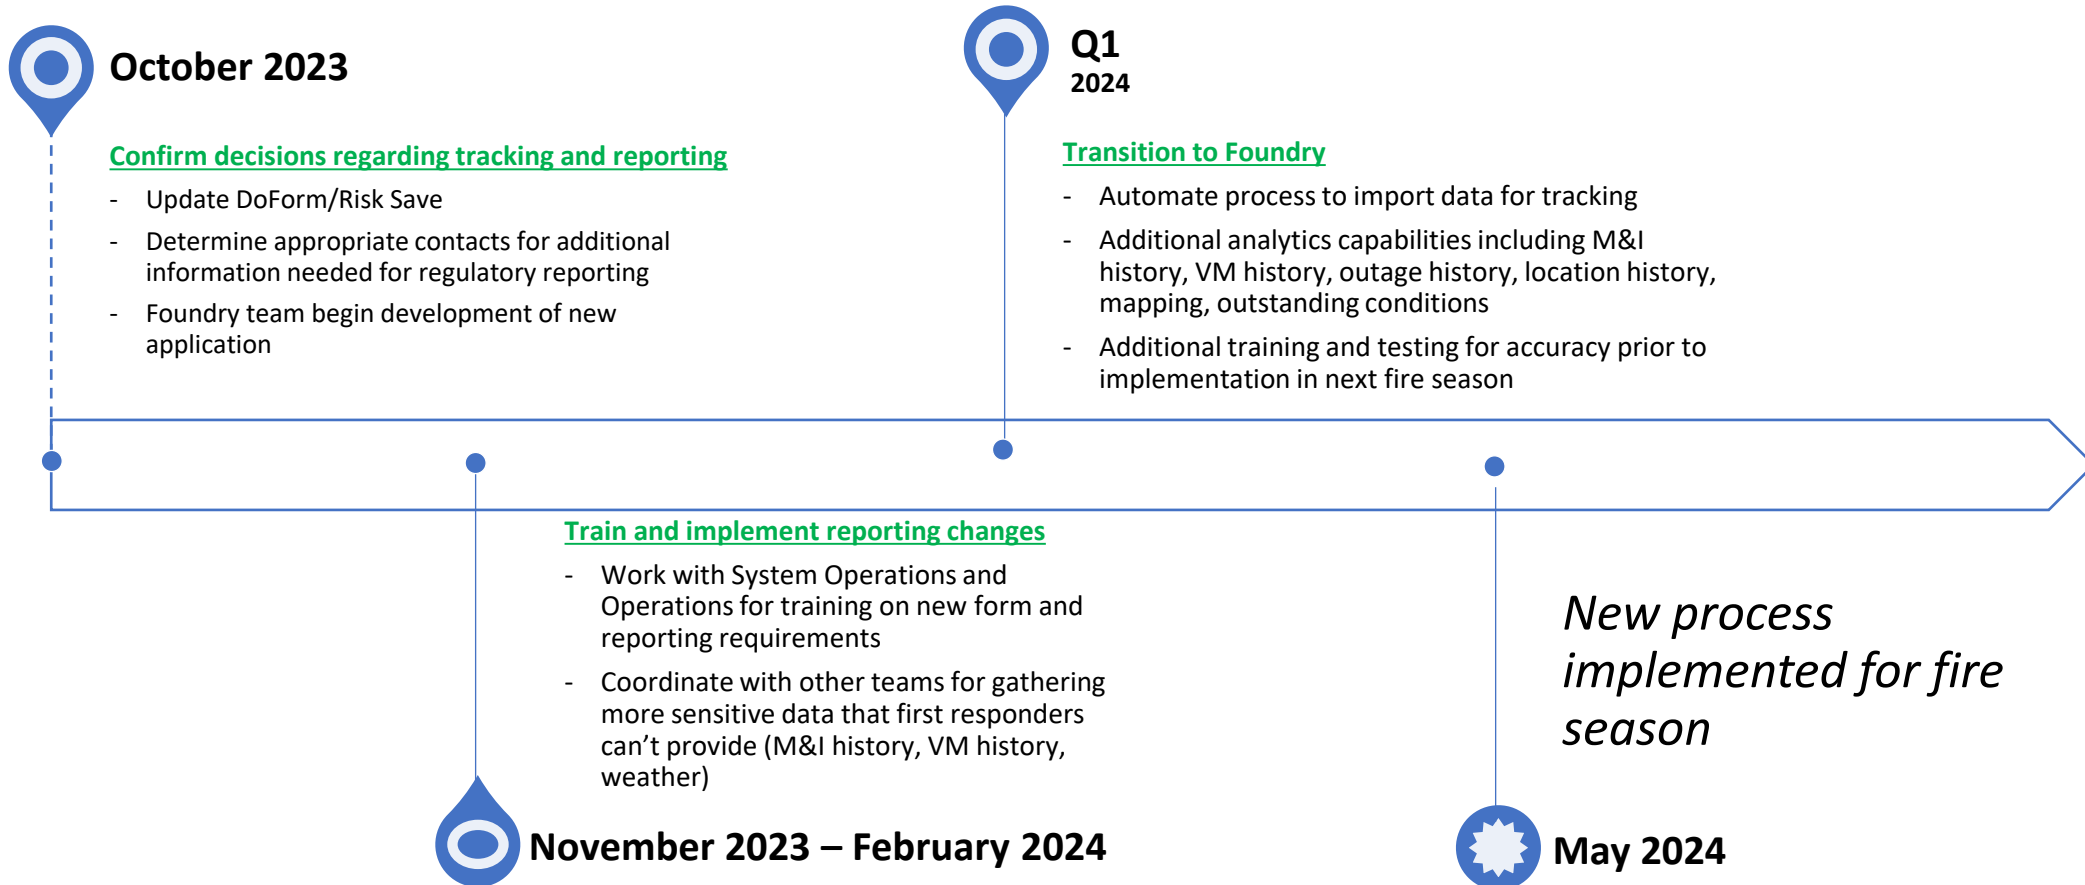 October 2023
Confirm decisions regarding tracking and reporting
- Update DoForm/Risk Save
- Determine appropriate contacts for additional
information needed for regulatory reporting
- Foundry team begin development of new
application
Q1
2024
Transition to Foundry
- Automate process to import data for tracking
- Additional analytics capabilities including M&I
history, VM history, outage history, location history,
mapping, outstanding conditions
- Additional training and testing for accuracy prior to
implementation in next fire season
Train and implement reporting changes
- Work with System Operations and
Operations for training on new form and
reporting requirements
- Coordinate with other teams for gathering
more sensitive data that first responders
can’t provide (M&I history, VM history,
weather)
November 2023 – February 2024
New process
implemented for fire
season
May 2024